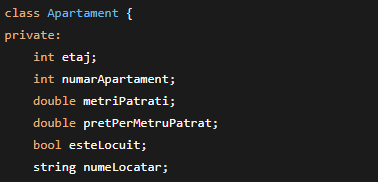 class Apartament {
private:
    int etaj;
    int numarApartament;
    double metriPatrati;
    double pretPerMetruPatrat;
    bool esteLocuit;
    string numeLocatar;